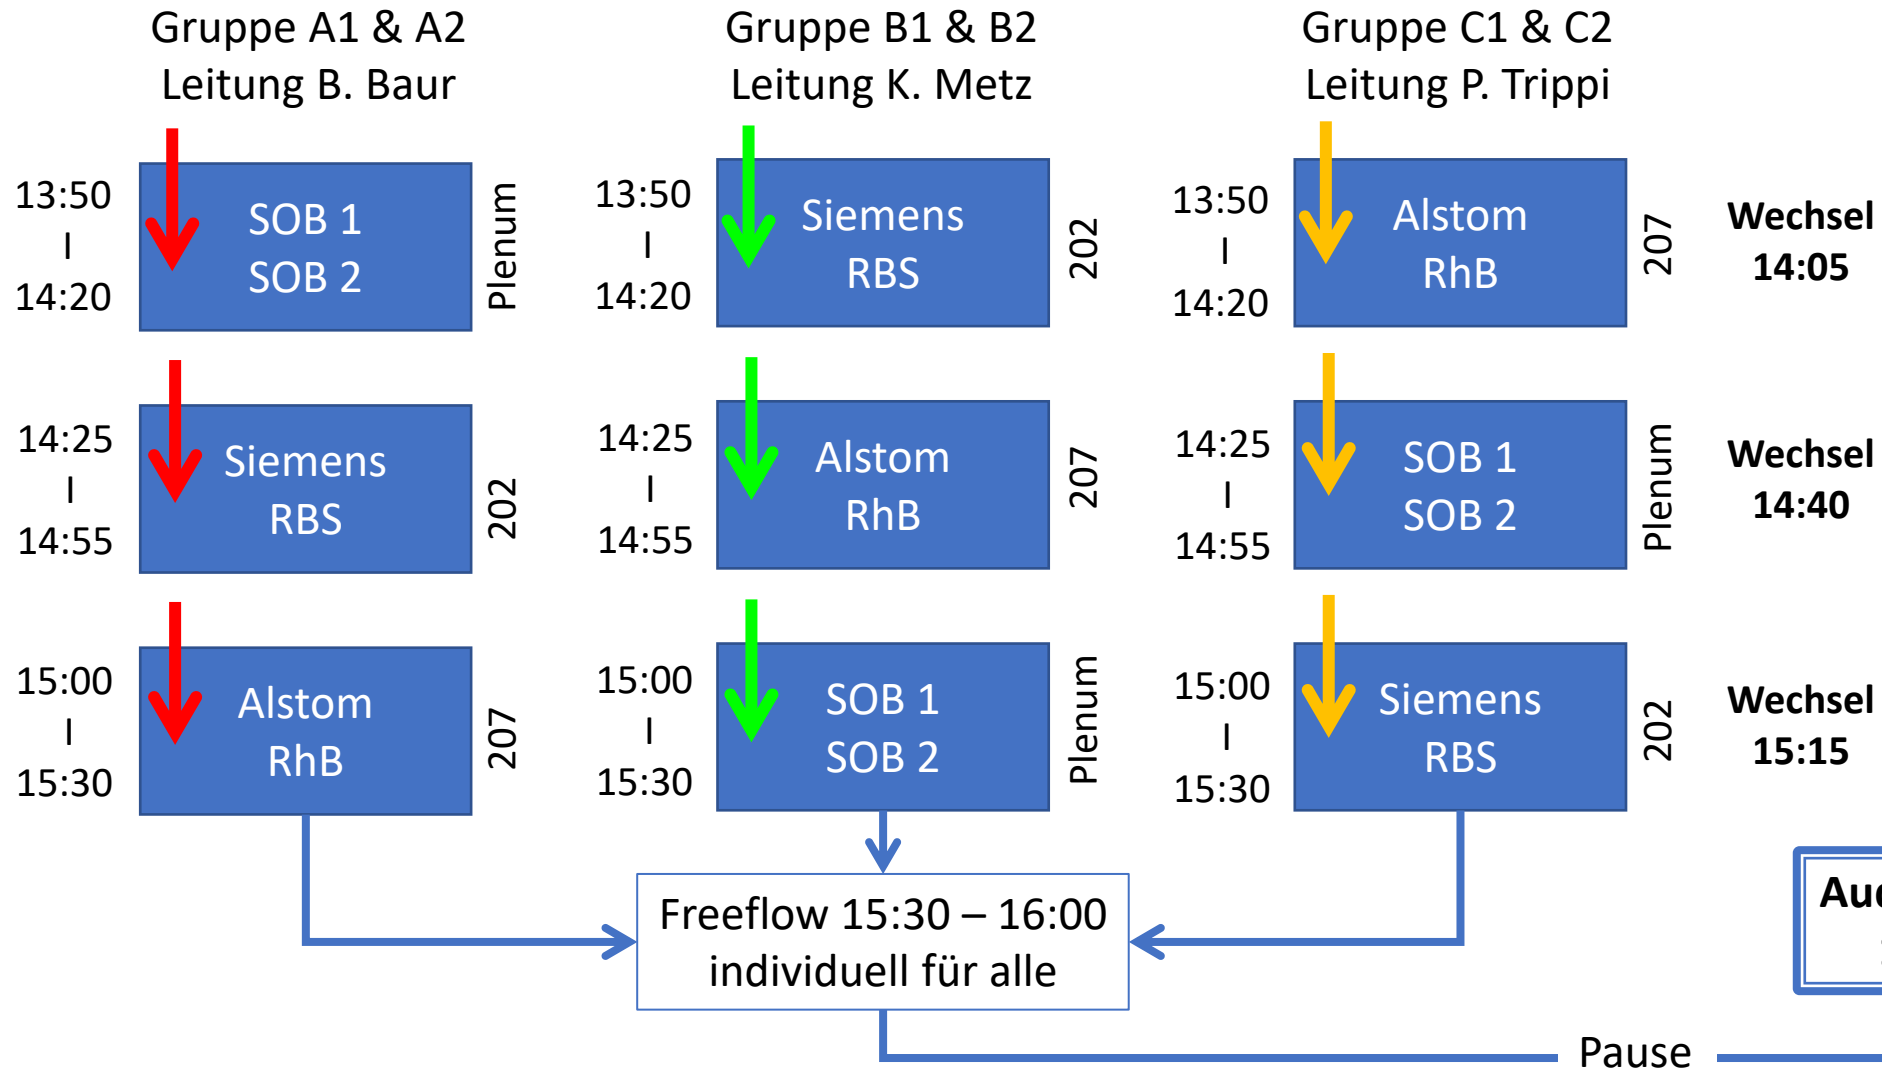 Gruppe A1 & A2
Leitung B. Baur
Gruppe B1 & B2
Leitung K. Metz
Gruppe C1 & C2
Leitung P. Trippi
13:50
–
14:20
SOB 1
SOB 2
Plenum
13:50
–
14:20
Siemens
RBS
202
13:50
–
14:20
Alstom
RhB
207
Wechsel
14:05
14:25
–
14:55
Siemens
RBS
202
14:25
–
14:55
Alstom
RhB
207
14:25
–
14:55
SOB 1
SOB 2
Plenum
Wechsel
14:40
15:00
–
15:30
Alstom
RhB
207
15:00
–
15:30
SOB 1
SOB 2
Plenum
15:00
–
15:30
Siemens
RBS
202
Wechsel
15:15
Freeflow 15:30 – 16:00
individuell für alle
Pause